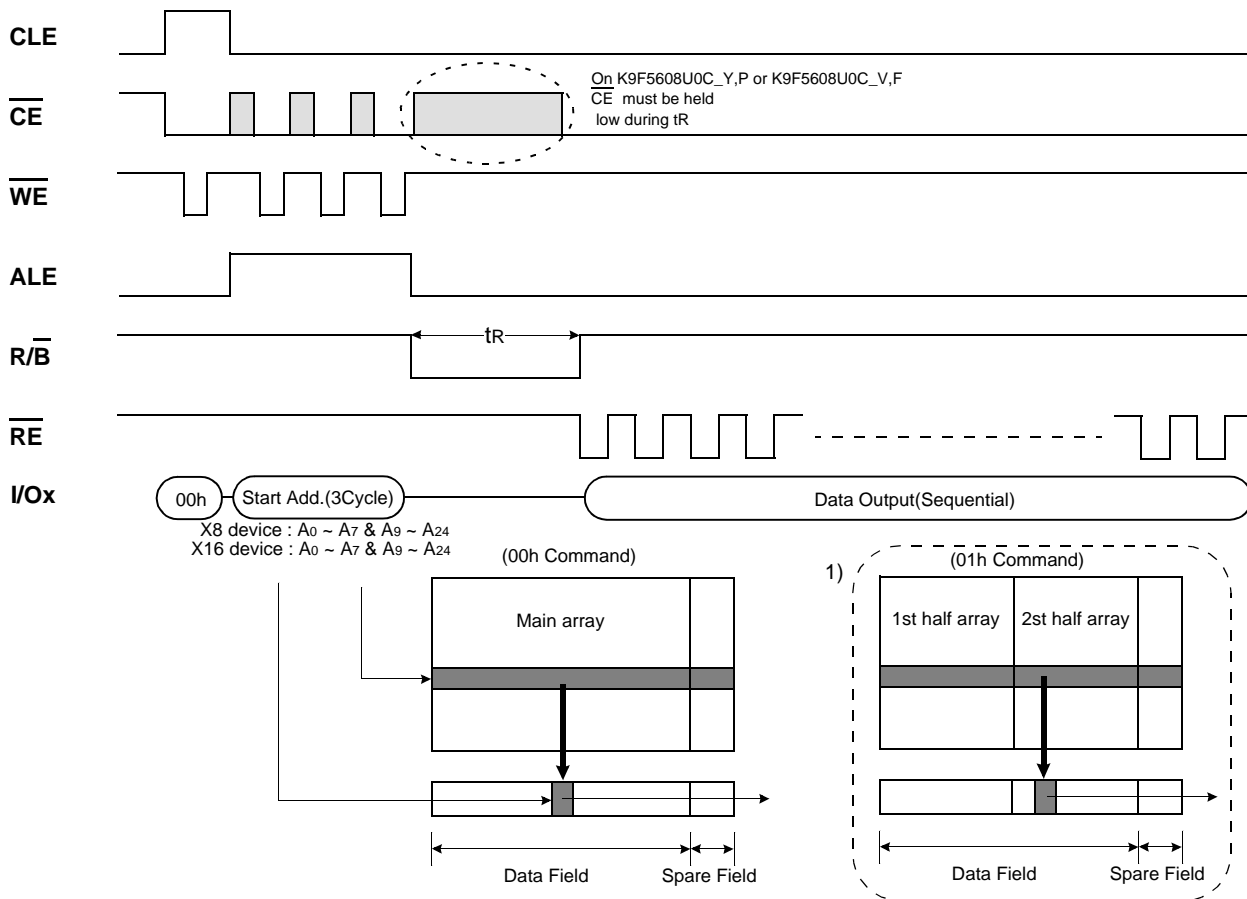 CLE
On K9F5608U0C_Y,P or K9F5608U0C_V,F
CE must be held
low during tR
CE
WE
ALE
R/B
tR
RE
I/Ox
00h
Start Add.(3Cycle)
Data Output(Sequential)
X8 device : A0 ~ A7 & A9 ~ A24
X16 device : A0 ~ A7 & A9 ~ A24
(00h Command)
1)
(01h Command)
Main array
1st half array
2st half array
Data Field
Spare Field
Data Field
Spare Field